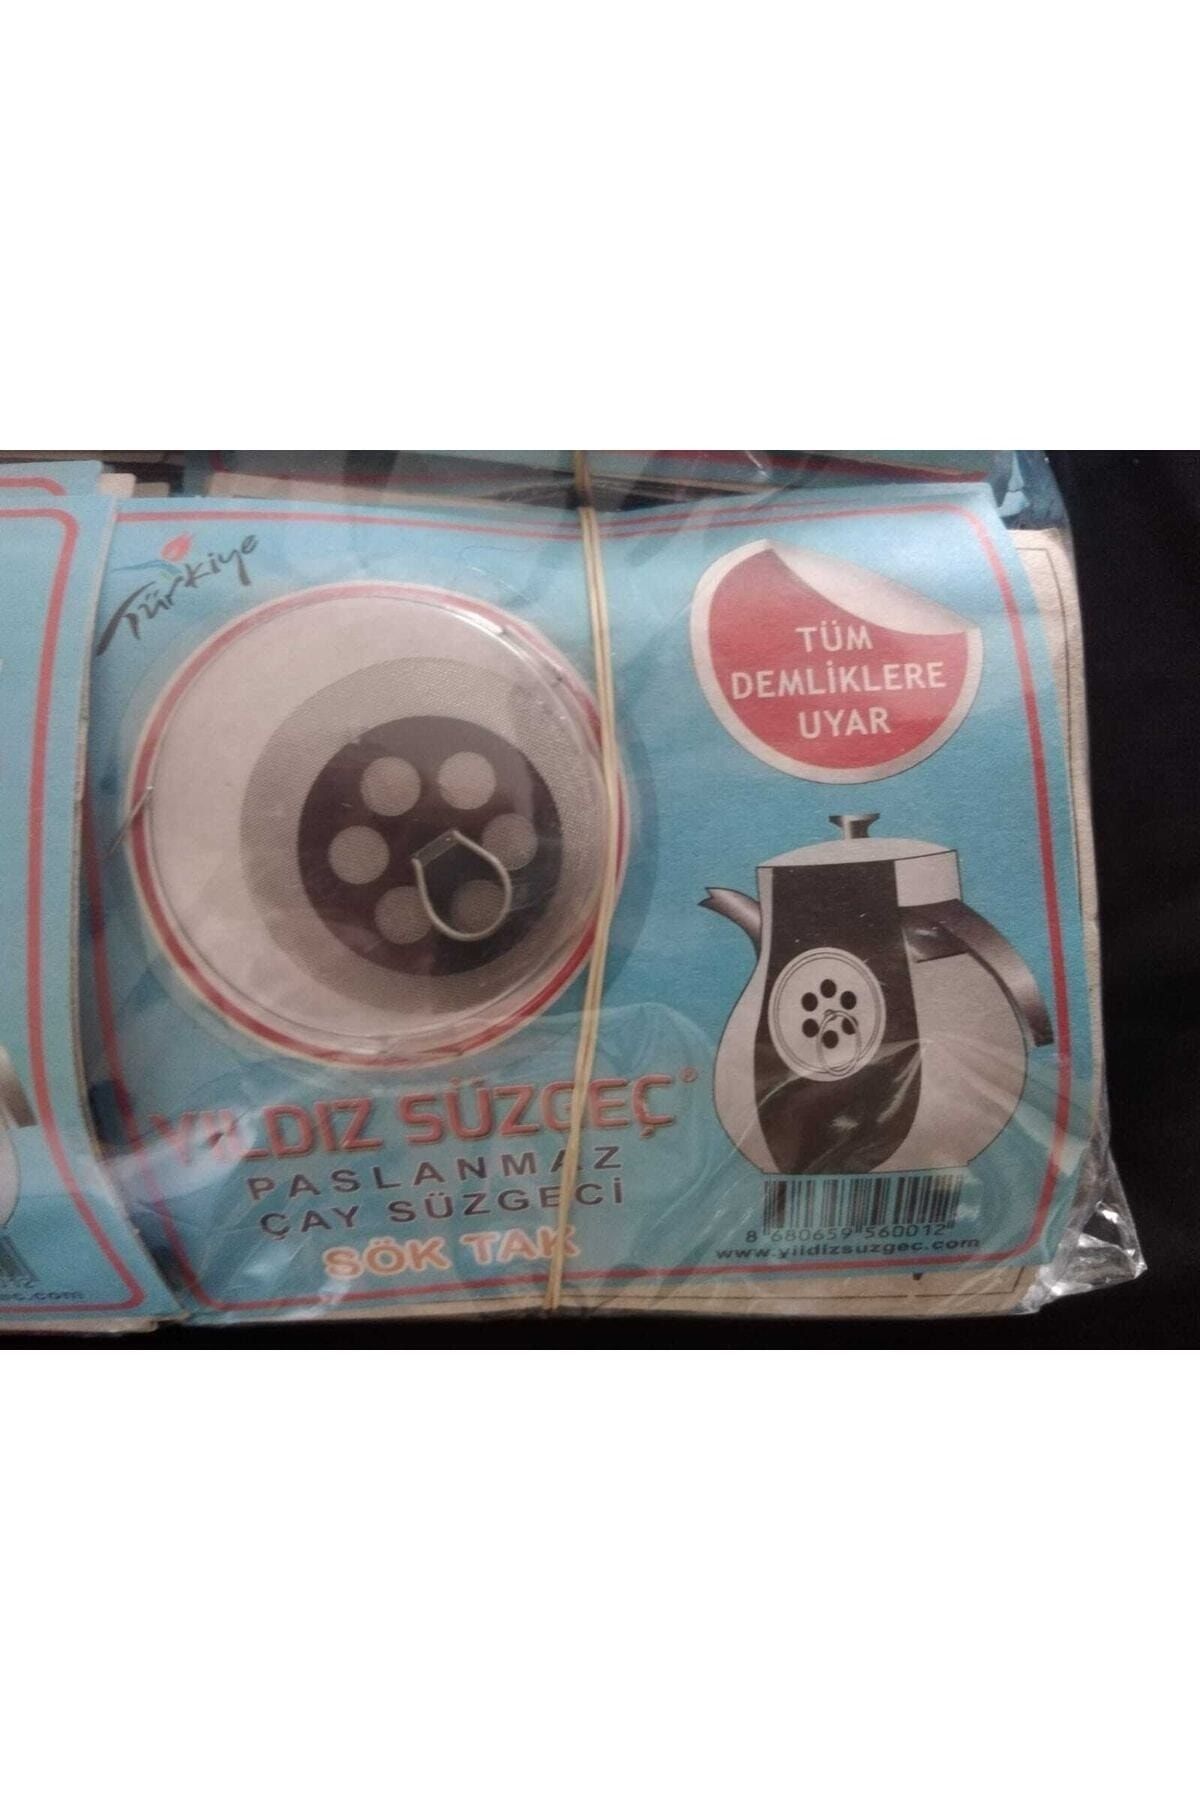 Türkiye
TÜM
DEMLİKLERE
UYAR
YILDIZ SÜZGEÇ®
PASLANMAZ
ÇAY SÜZGECİ
SÖK TAK
8 680659 560012
www.yildizsuzgec.com